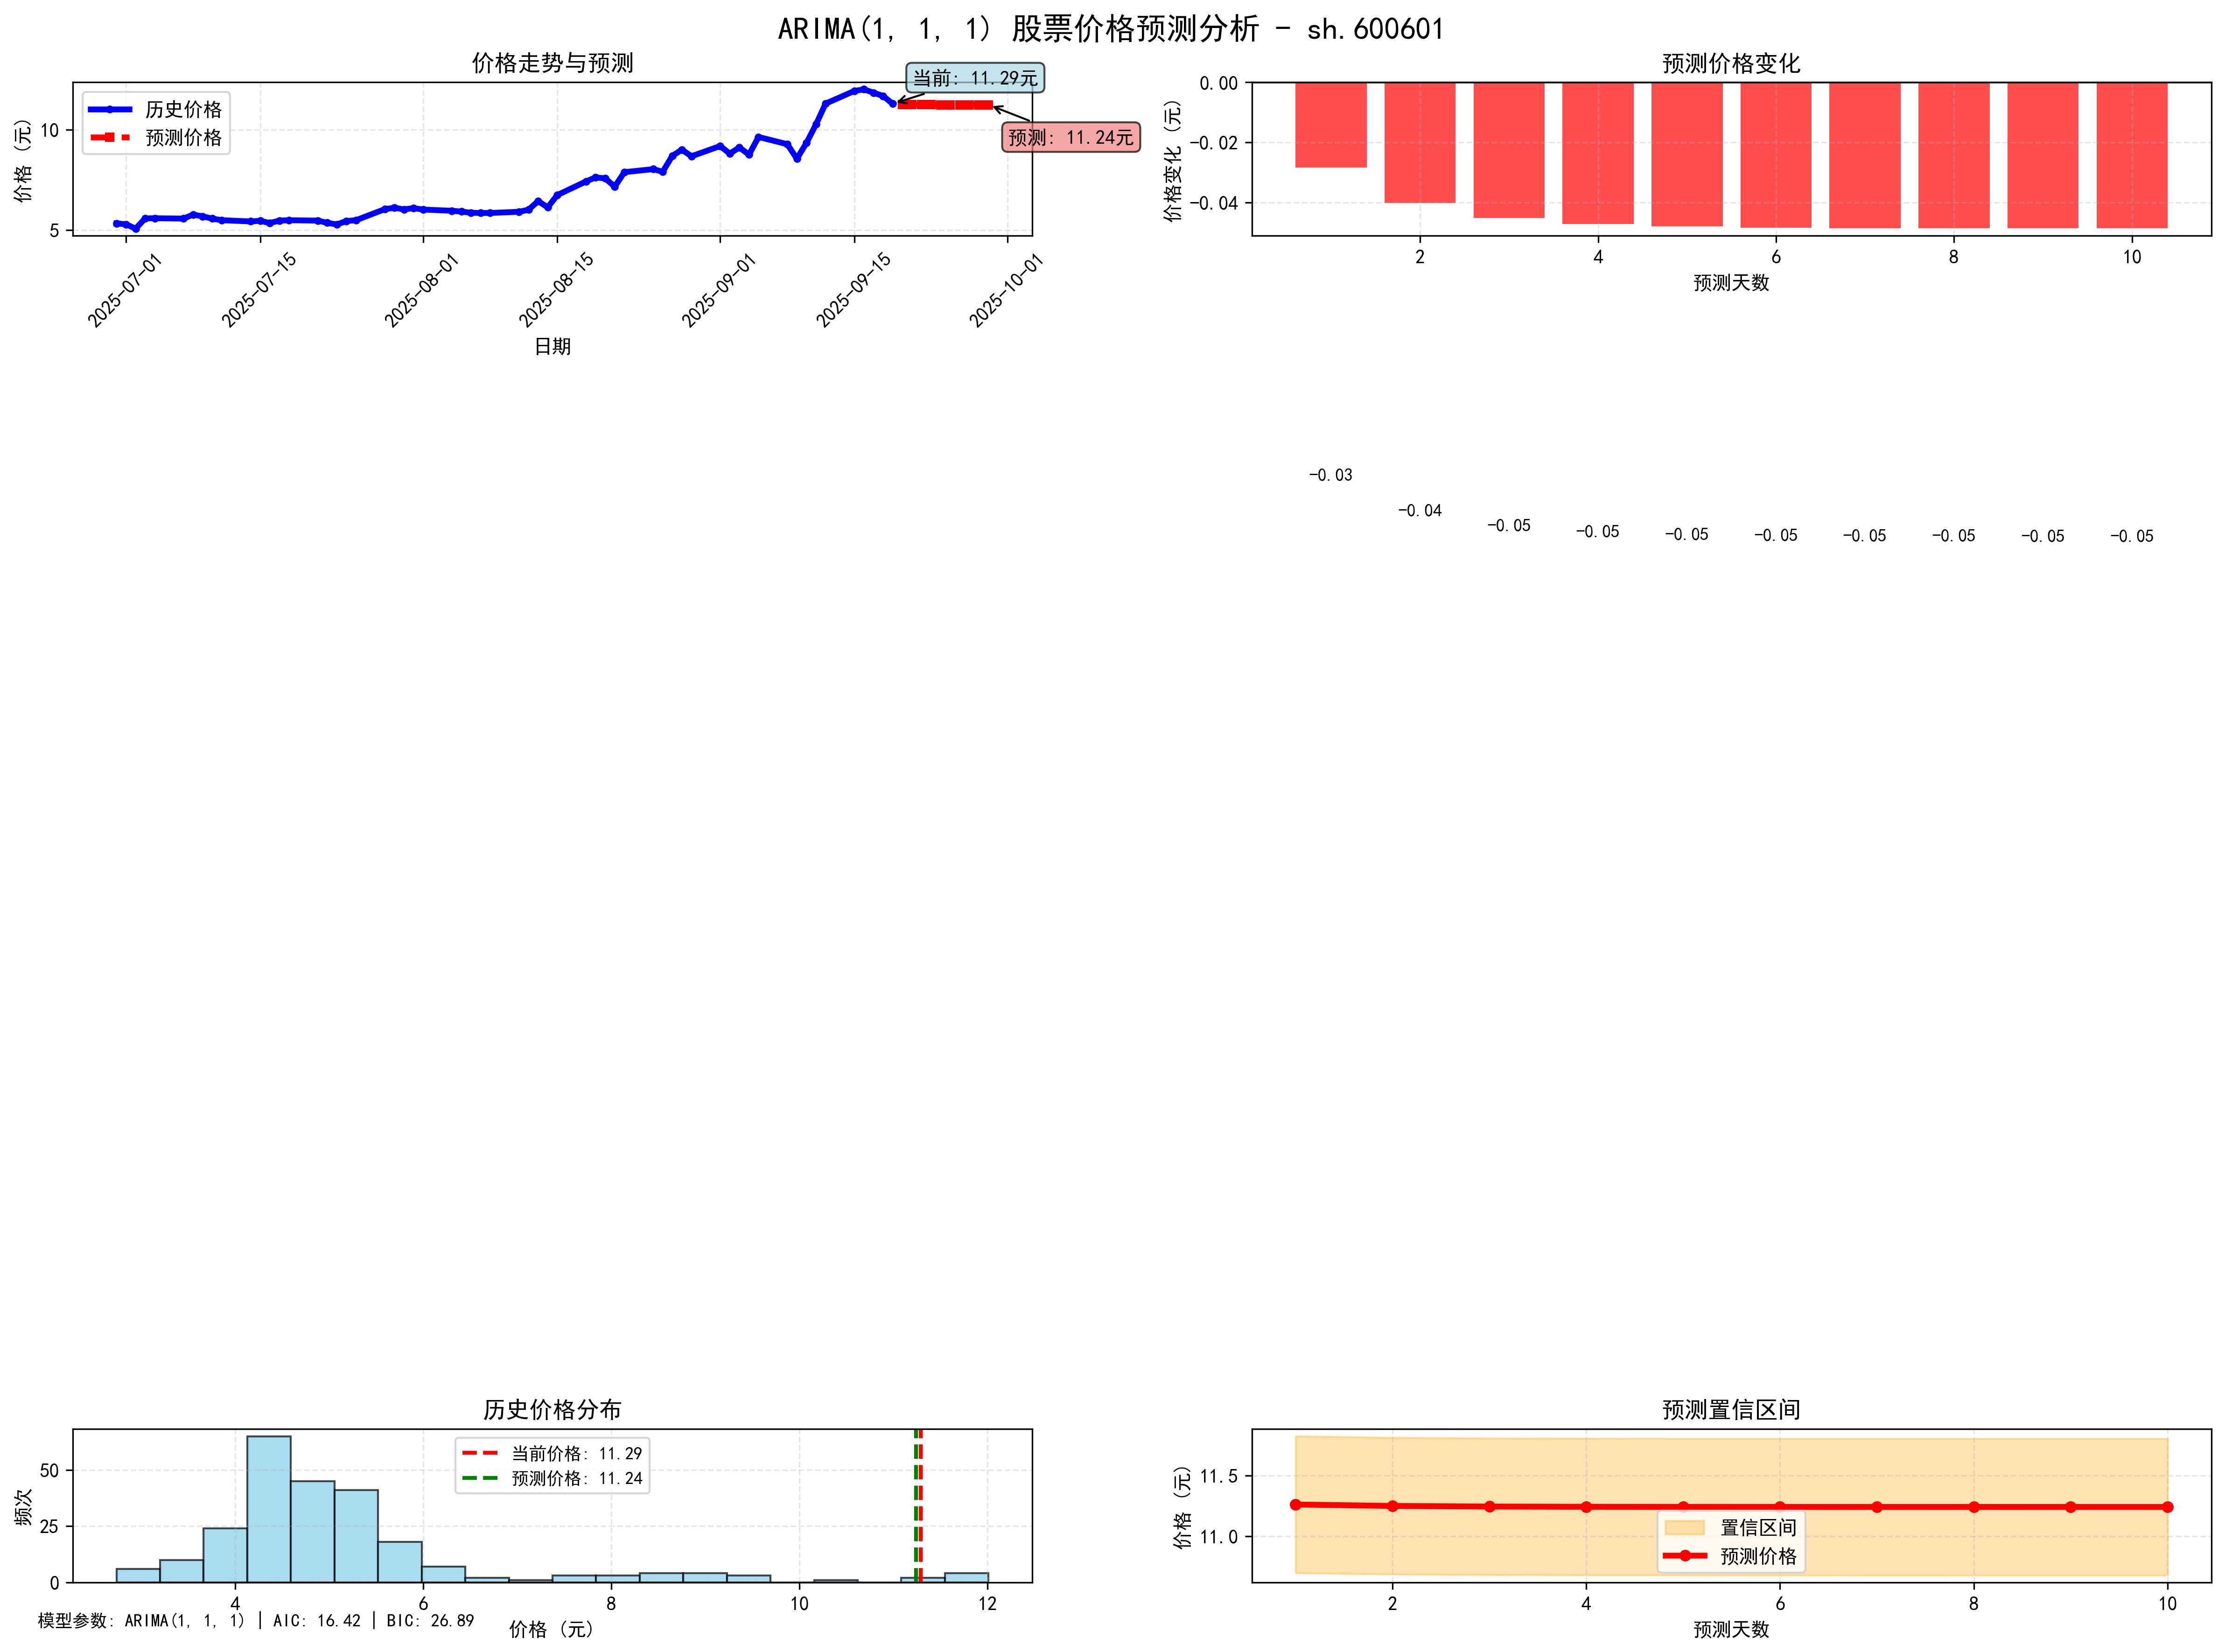 ARIMA(1, 1, 1) 股票价格预测分析 - sh.600601
价格走势与预测
当前: 11.29元
历史价格
预测价格
预测: 11.24元
价格 (元)
10
5
2025-07-01
2025-07-15
2025-08-01
2025-08-15
2025-09-01
2025-09-15
2025-10-01
日期
预测价格变化
价格变化 (元)
0.00
-0.02
-0.04
2
4
6
8
10
预测天数
-0.03
-0.04
-0.05
-0.05
-0.05
-0.05
-0.05
-0.05
-0.05
-0.05
历史价格分布
当前价格: 11.29
预测价格: 11.24
频次
50
25
0
4
6
8
10
12
价格 (元)
模型参数: ARIMA(1, 1, 1) | AIC: 16.42 | BIC: 26.89
预测置信区间
价格 (元)
11.5
11.0
置信区间
预测价格
2
4
6
8
10
预测天数